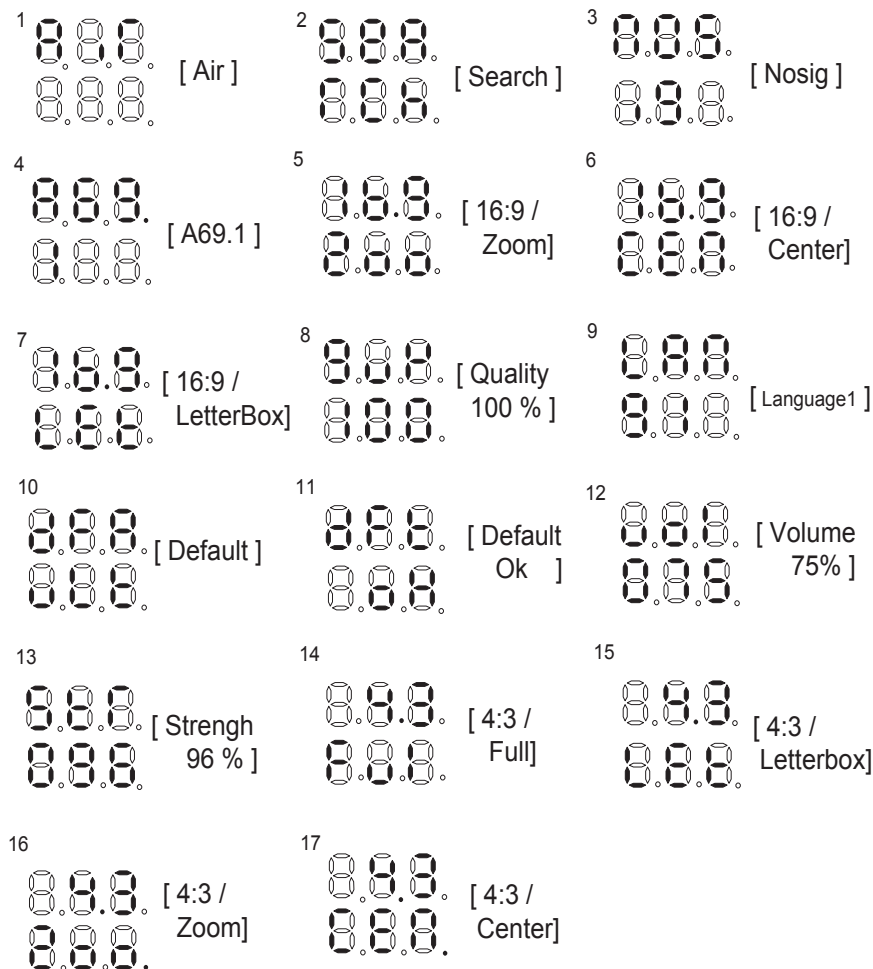 1
[ Air ]
2
[ Search ]
3
[ Nosig ]
4
[ A69.1 ]
5
[ 16:9 /
Zoom]
6
[ 16:9 /
Center]
7
[ 16:9 /
LetterBox]
8
[ Quality
100 % ]
9
[ Language1 ]
10
[ Default ]
11
[ Default
Ok ]
12
[ Volume
75% ]
13
[ Strengh
96 % ]
14
[ 4:3 /
Full]
15
[ 4:3 /
Letterbox]
16
[ 4:3 /
Zoom]
17
[ 4:3 /
Center]